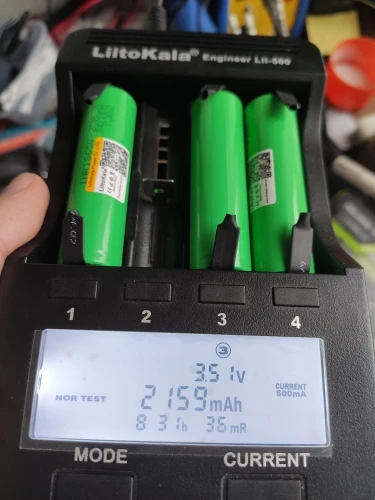 LiitoKala® Engineer Lii-500
LiitoKala
1 2 3 4
3
3.51V
NOR TEST
2159mAh
CURRENT
500mA
8 31h 36mR
MODE CURRENT